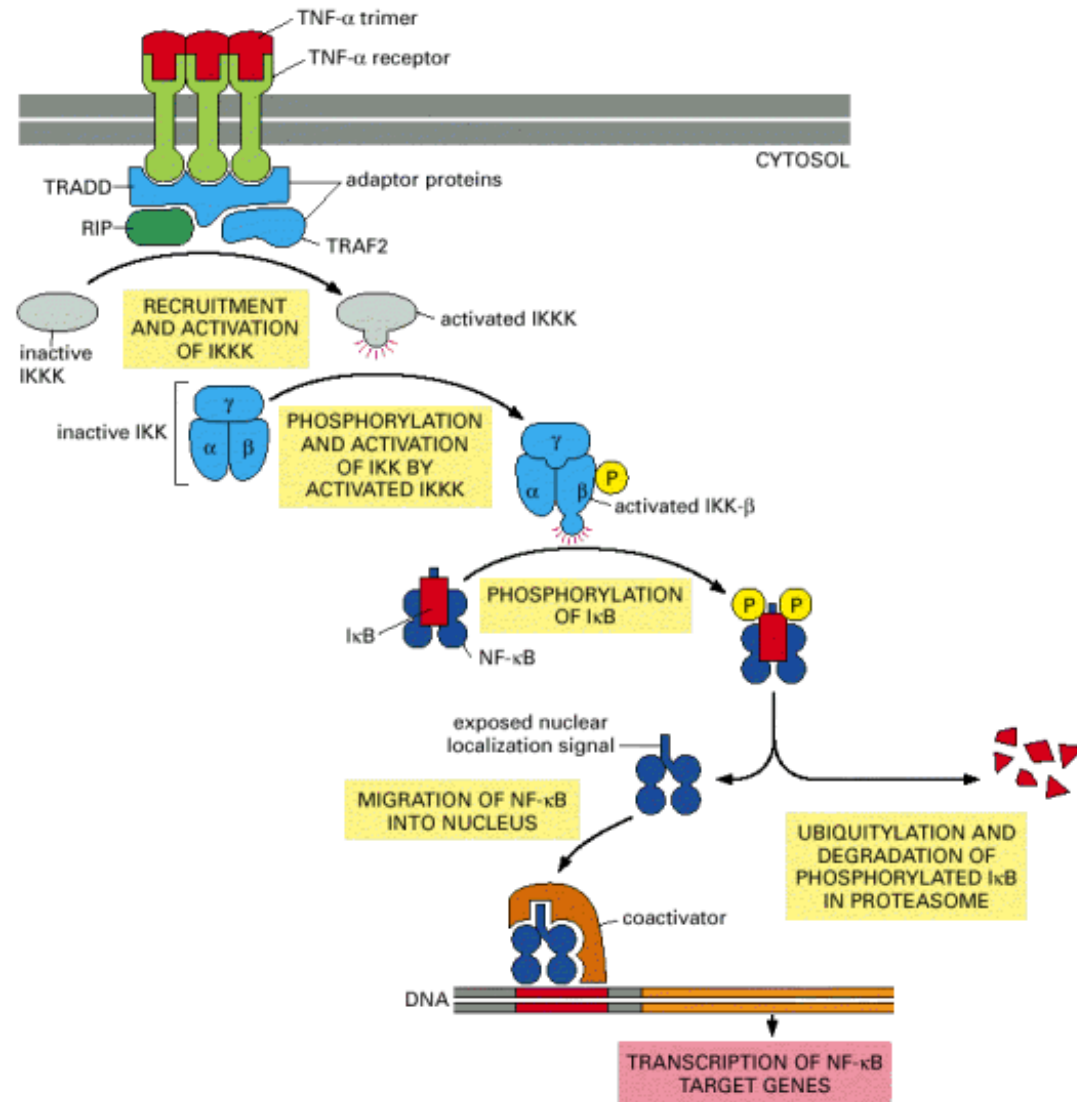 TNF-α trimer
TNF-α receptor
CYTOSOL
TRADD
adaptor proteins
RIP
TRAF2
RECRUITMENT
AND ACTIVATION
OF IKKK
activated IKKK
inactive
IKKK
inactive IKK
γ
α β
PHOSPHORYLATION
AND ACTIVATION
OF IKK BY
ACTIVATED IKKK
γ
α β
P
activated IKK-β
PHOSPHORYLATION
OF IκB
IκB
NF-κB
P P
exposed nuclear
localization signal
MIGRATION OF NF-κB
INTO NUCLEUS
UBIQUITYLATION AND
DEGRADATION OF
PHOSPHORYLATED IκB
IN PROTEASOME
coactivator
DNA
TRANSCRIPTION OF NF-κB
TARGET GENES